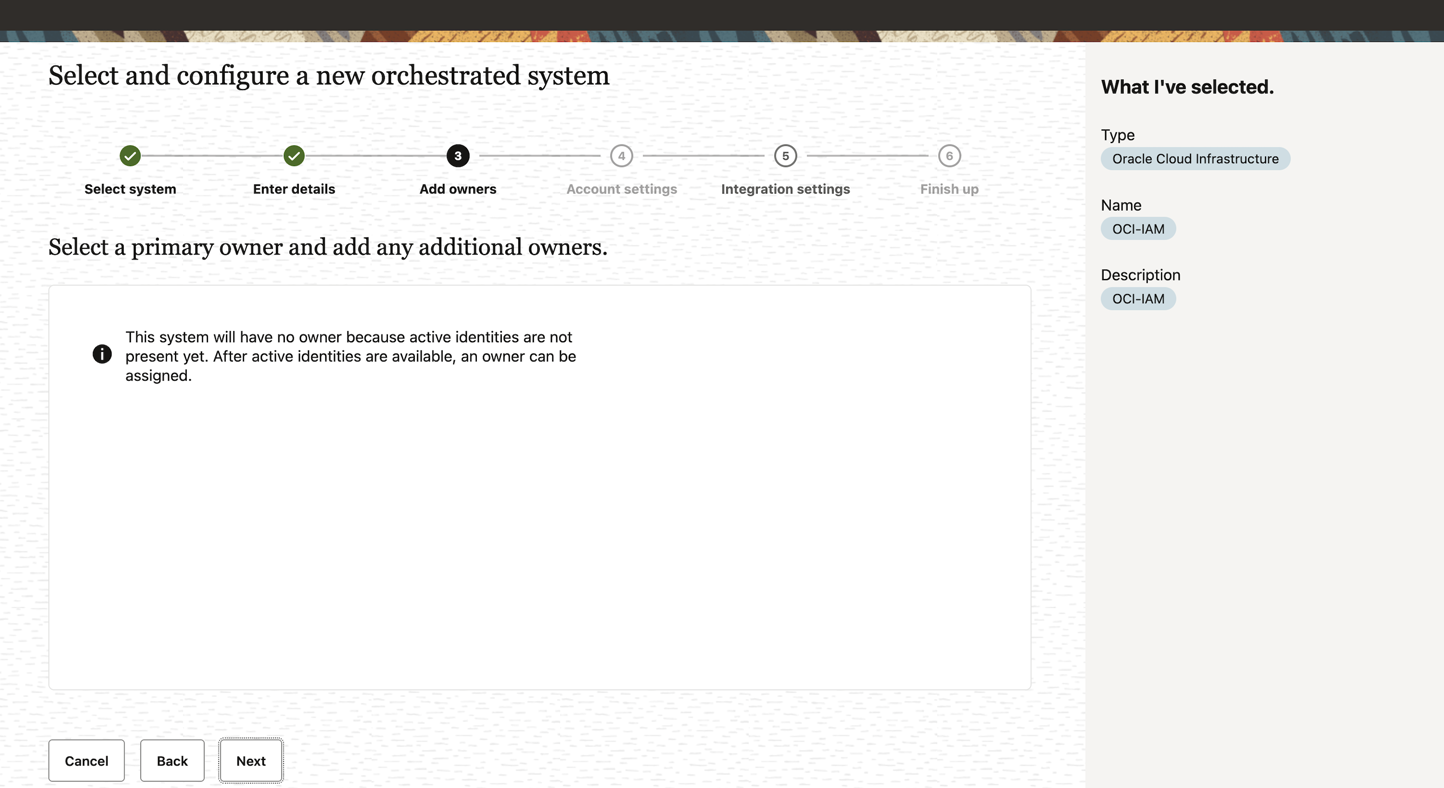 Select and configure a new orchestrated system
3
4
5
6
Select system
Enter details
Add owners
Account settings
Integration settings
Finish up
Select a primary owner and add any additional owners.
This system will have no owner because active identities are not
present yet. After active identities are available, an owner can be
assigned.
Cancel
Back
Next
What I've selected.
Type
Oracle Cloud Infrastructure
Name
OCI-IAM
Description
OCI-IAM